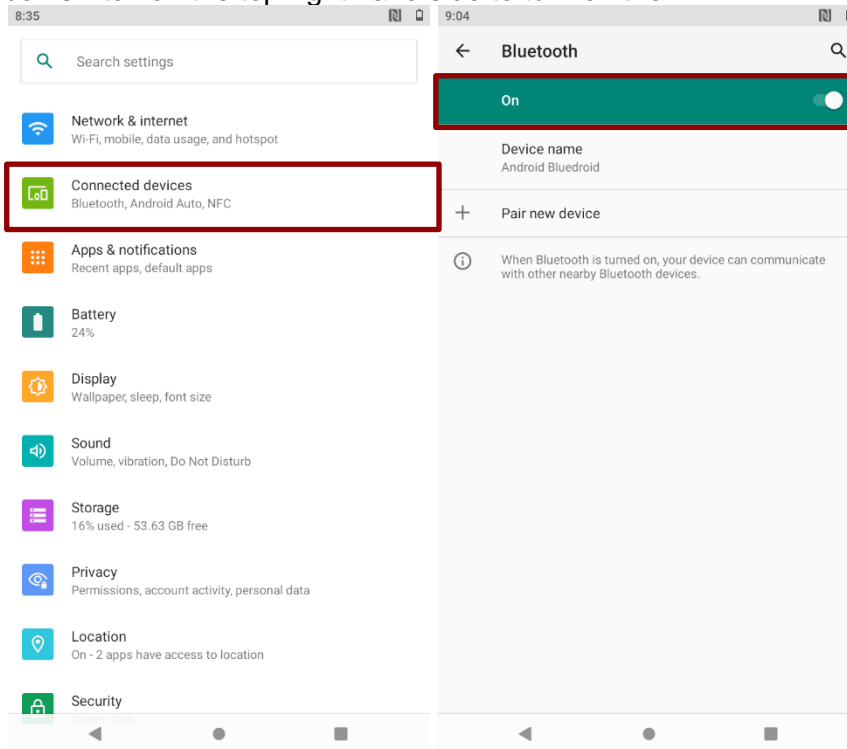 8:35
Search settings
Network & internet
Wi-Fi, mobile, data usage, and hotspot
Connected devices
Bluetooth, Android Auto, NFC
Apps & notifications
Recent apps, default apps
Battery
24%
Display
Wallpaper, sleep, font size
Sound
Volume, vibration, Do Not Disturb
Storage
16% used - 53.63 GB free
Privacy
Permissions, account activity, personal data
Location
On - 2 apps have access to location
Security
Screen lock
9:04
Bluetooth
On
Device name
Android Bluedroid
Pair new device
When Bluetooth is turned on, your device can communicate
with other nearby Bluetooth devices.